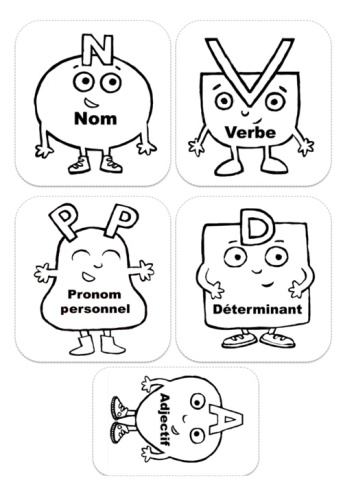 N
Nom
V
Verbe
P P
Pronom
personnel
D
Déterminant
A
Adjectif